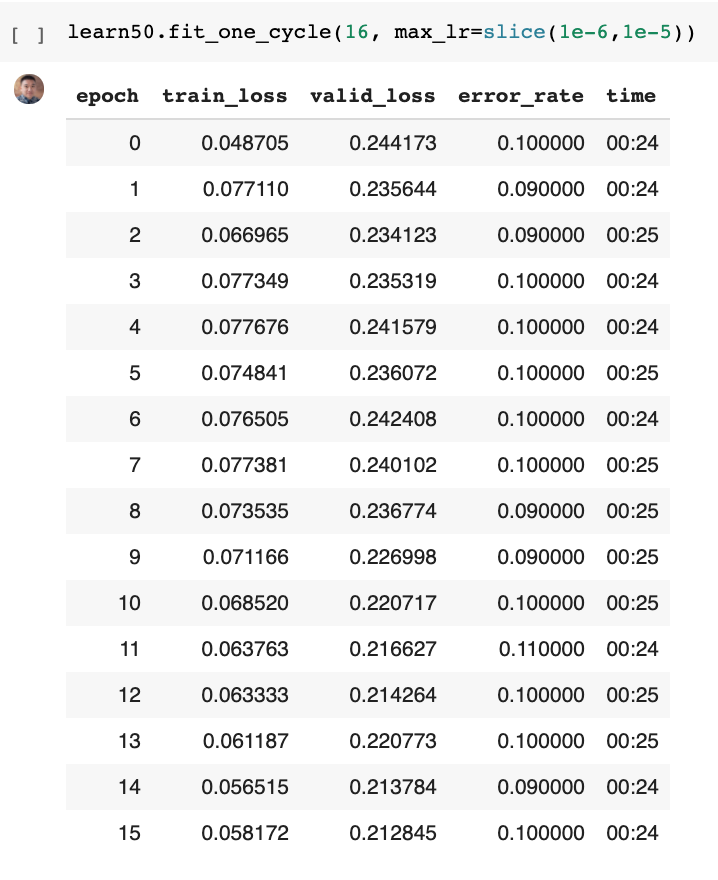 [ ] learn50.fit_one_cycle(16, max_lr=slice(1e-6,1e-5))
epoch train_loss valid_loss error_rate time
0 0.048705 0.244173 0.100000 00:24
1 0.077110 0.235644 0.090000 00:24
2 0.066965 0.234123 0.090000 00:25
3 0.077349 0.235319 0.100000 00:24
4 0.077676 0.241579 0.100000 00:24
5 0.074841 0.236072 0.100000 00:25
6 0.076505 0.242408 0.100000 00:24
7 0.077381 0.240102 0.100000 00:25
8 0.073535 0.236774 0.090000 00:25
9 0.071166 0.226998 0.090000 00:25
10 0.068520 0.220717 0.100000 00:25
11 0.063763 0.216627 0.110000 00:24
12 0.063333 0.214264 0.100000 00:25
13 0.061187 0.220773 0.100000 00:25
14 0.056515 0.213784 0.090000 00:24
15 0.058172 0.212845 0.100000 00:24